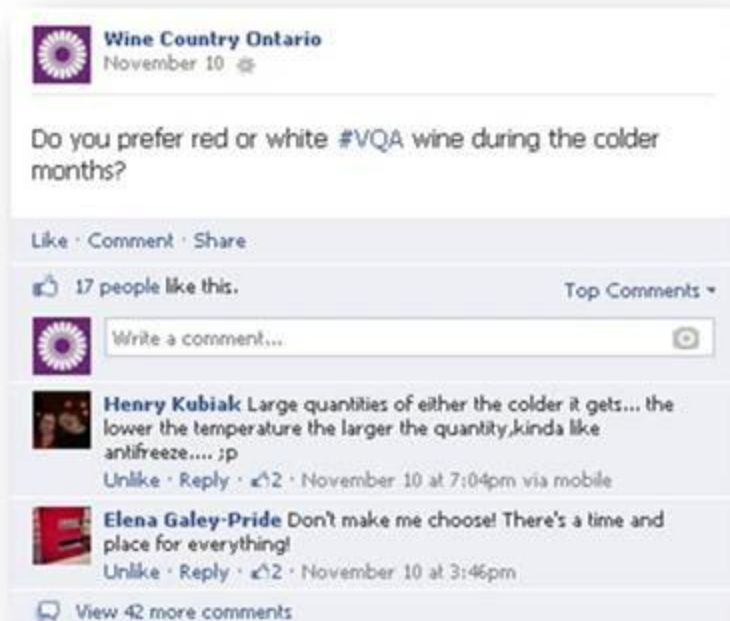 Wine Country Ontario
November 10
Do you prefer red or white #VQA wine during the colder
months?
Like · Comment · Share
17 people like this.
Top Comments
Write a comment...
Henry Kubiak Large quantities of either the colder it gets... the
lower the temperature the larger the quantity,kinda like
antifreeze.... ;p
Unlike · Reply · 2 · November 10 at 7:04pm via mobile
Elena Galey-Pride Don't make me choose! There's a time and
place for everything!
Unlike · Reply · 2 · November 10 at 3:46pm
View 42 more comments